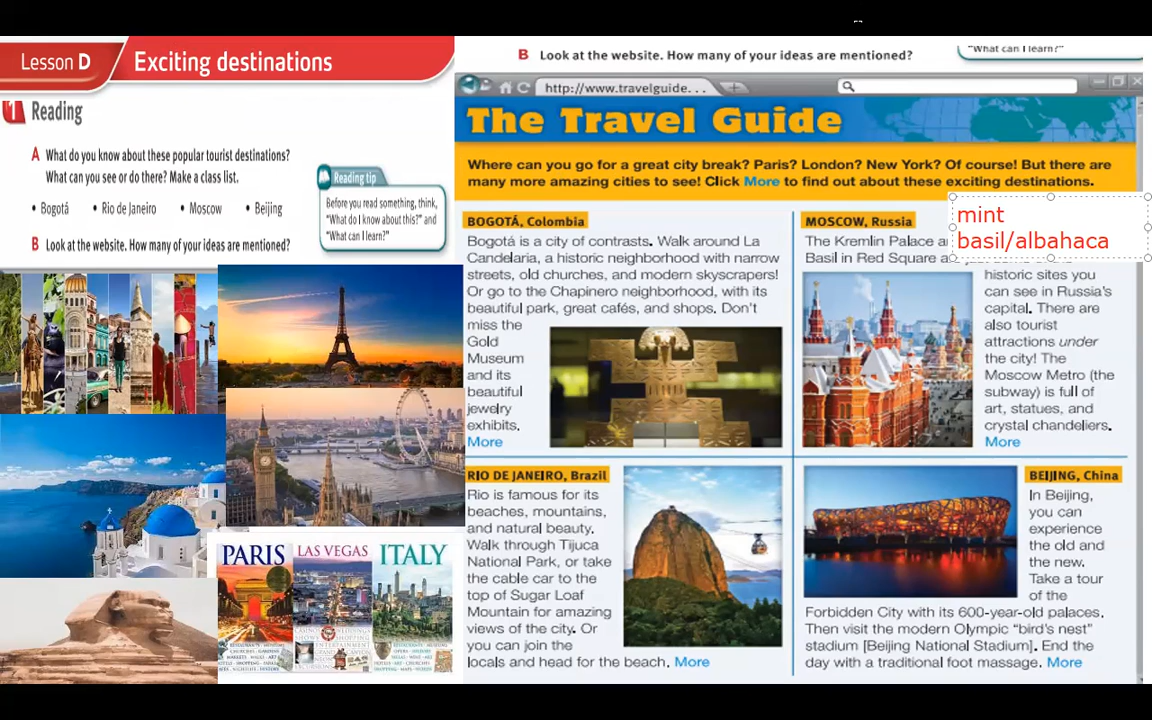 Lesson D Exciting destinations
1 Reading
A What do you know about these popular tourist destinations?
What can you see or do there? Make a class list.
• Bogotá • Rio de Janeiro • Moscow • Beijing
B Look at the website. How many of your ideas are mentioned?
Reading tip
Before you read something, think,
"What do I know about this?" and
"What can I learn?"
PARIS
LAS VEGAS
ITALY
B Look at the website. How many of your ideas are mentioned?
"What can I learn?"
http://www.travelguide. . .
The Travel Guide
Where can you go for a great city break? Paris? London? New York? Of course! But there are
many more amazing cities to see! Click More to find out about these exciting destinations.
BOGOTÁ, Colombia
Bogotá is a city of contrasts. Walk around La
Candelaria, a historic neighborhood with narrow
streets, old churches, and modern skyscrapers!
Or go to the Chapinero neighborhood, with its
beautiful park, great cafés, and shops. Don't
miss the
Gold
Museum
and its
beautiful
jewelry
exhibits.
More
MOSCOW, Russia
mint
basil/albahaca
The Kremlin Palace
Basil in Red Square
historic sites you
can see in Russia's
capital. There are
also tourist
attractions under
the city! The
Moscow Metro (the
subway) is full of
art, statues, and
crystal chandeliers.
More
RIO DE JANEIRO, Brazil
Rio is famous for its
beaches, mountains,
and natural beauty.
Walk through Tijuca
National Park, or take
the cable car to the
top of Sugar Loaf
Mountain for amazing
views of the city. Or
you can join the
locals and head for the beach. More
BEIJING, China
In Beijing,
you can
experience
the old and
the new.
Take a tour
of the
Forbidden City with its 600-year-old palaces.
Then visit the modern Olympic "bird's nest"
stadium [Beijing National Stadium]. End the
day with a traditional foot massage. More